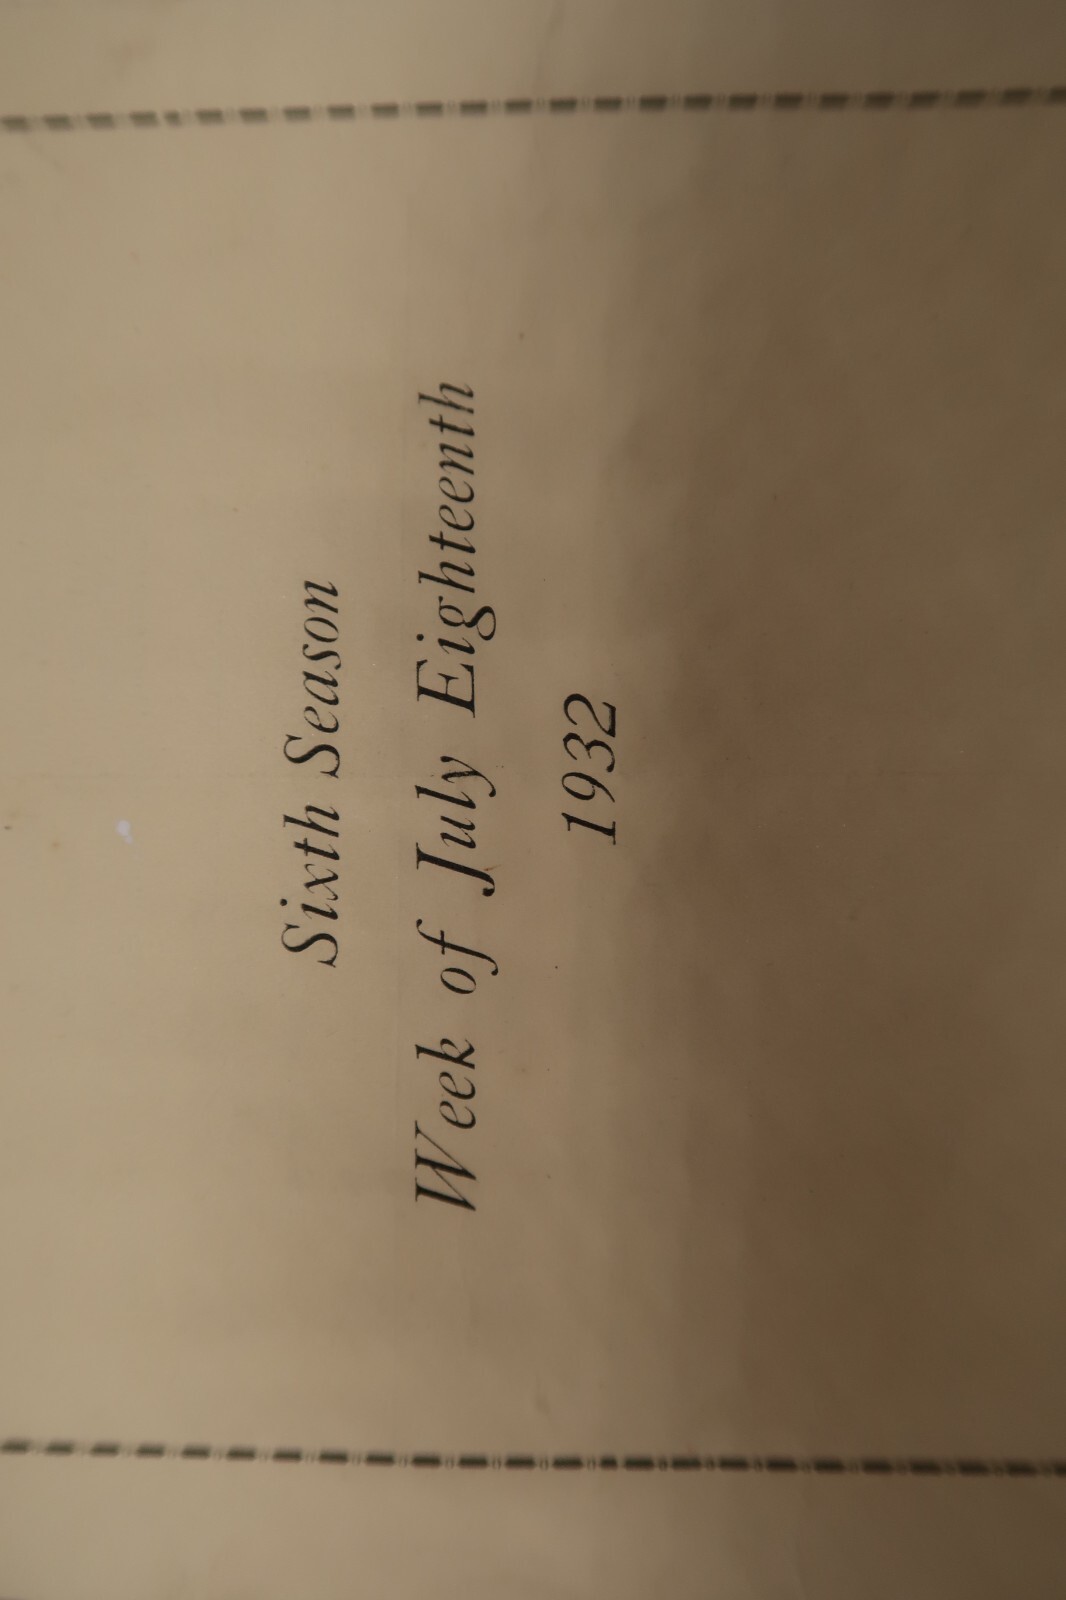 Sixth Season
Week of July Eighteenth
1932